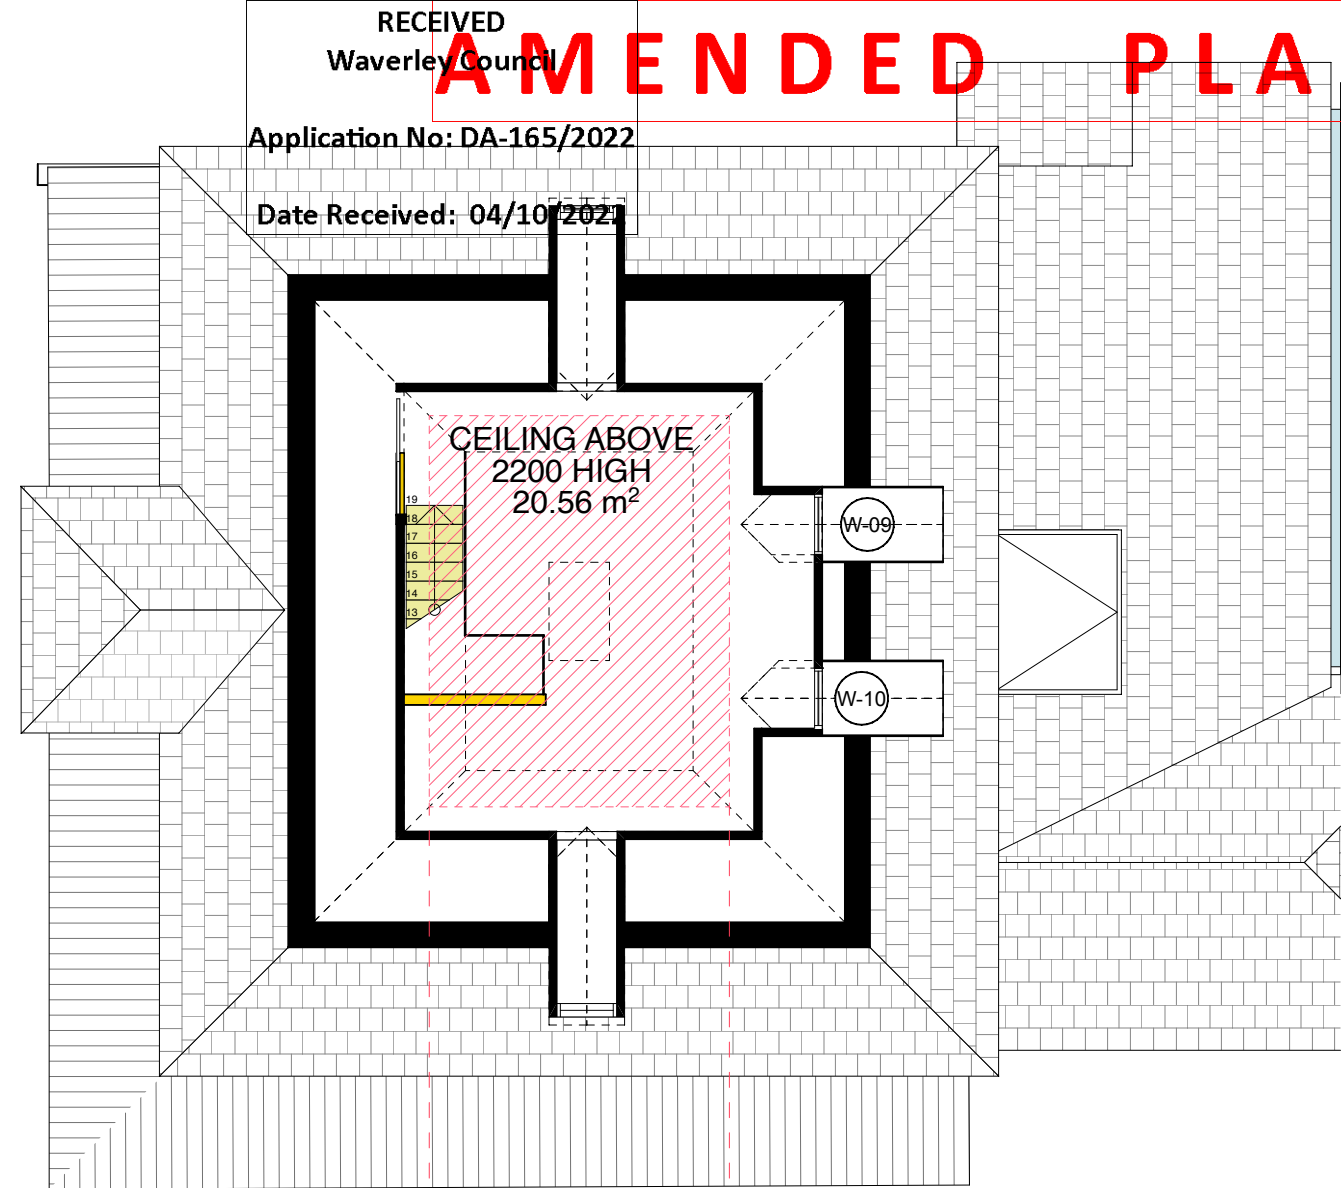 RECEIVED
Waverley Council
AMENDED PLA
Application No: DA-165/2022
Date Received: 04/10/2022
CEILING ABOVE
2200 HIGH
20.56 m²
19
18
17
16
15
14
13
W-09
W-10